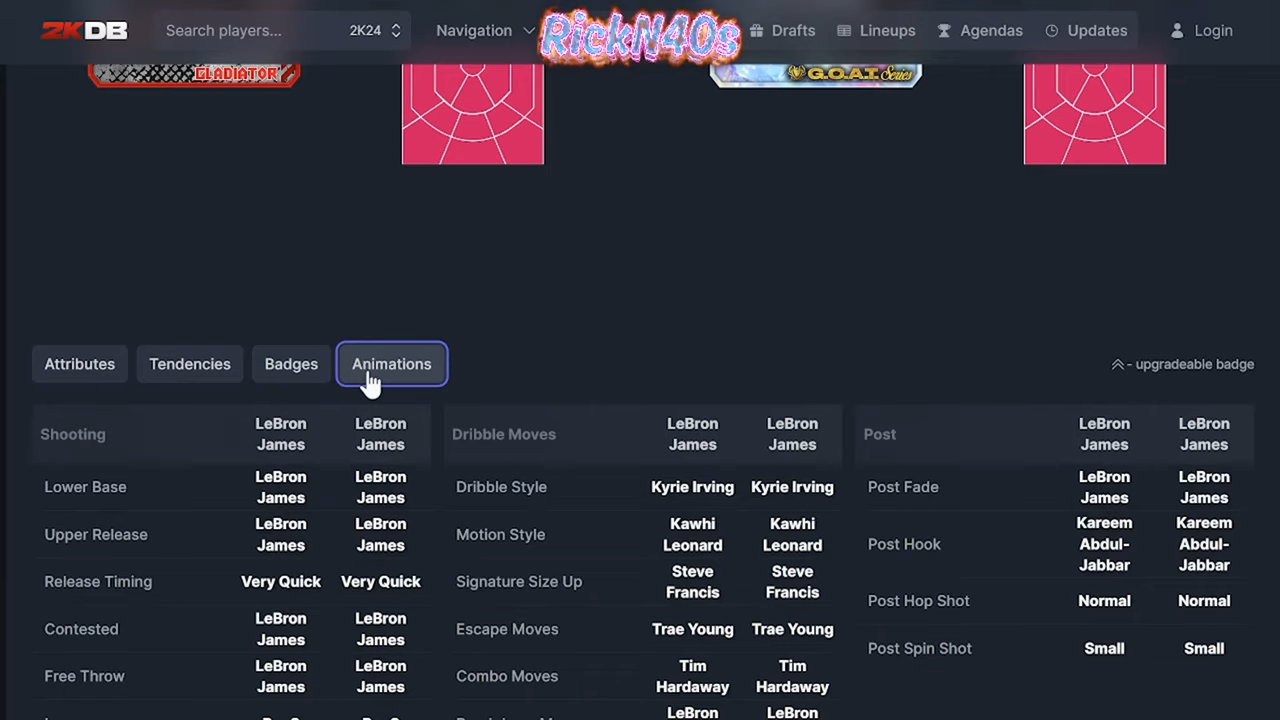 2KDB
Search players...
2K24
Navigation
RickN40s
Drafts
Lineups
Agendas
Updates
Login
GLADIATOR
G.O.A.T. Series
Attributes
Tendencies
Badges
Animations
- upgradeable badge
Shooting
LeBron
James
LeBron
James
Lower Base
LeBron
James
LeBron
James
Upper Release
LeBron
James
LeBron
James
Release Timing
Very Quick
Very Quick
Contested
LeBron
James
LeBron
James
Free Throw
LeBron
James
LeBron
James
Dribble Moves
LeBron
James
LeBron
James
Dribble Style
Kyrie Irving
Kyrie Irving
Motion Style
Kawhi
Leonard
Kawhi
Leonard
Signature Size Up
Steve
Francis
Steve
Francis
Escape Moves
Trae Young
Trae Young
Combo Moves
Tim
Hardaway
Tim
Hardaway
LeBron
LeBron
Post
LeBron
James
LeBron
James
Post Fade
LeBron
James
LeBron
James
Post Hook
Kareem
Abdul-
Jabbar
Kareem
Abdul-
Jabbar
Post Hop Shot
Normal
Normal
Post Spin Shot
Small
Small